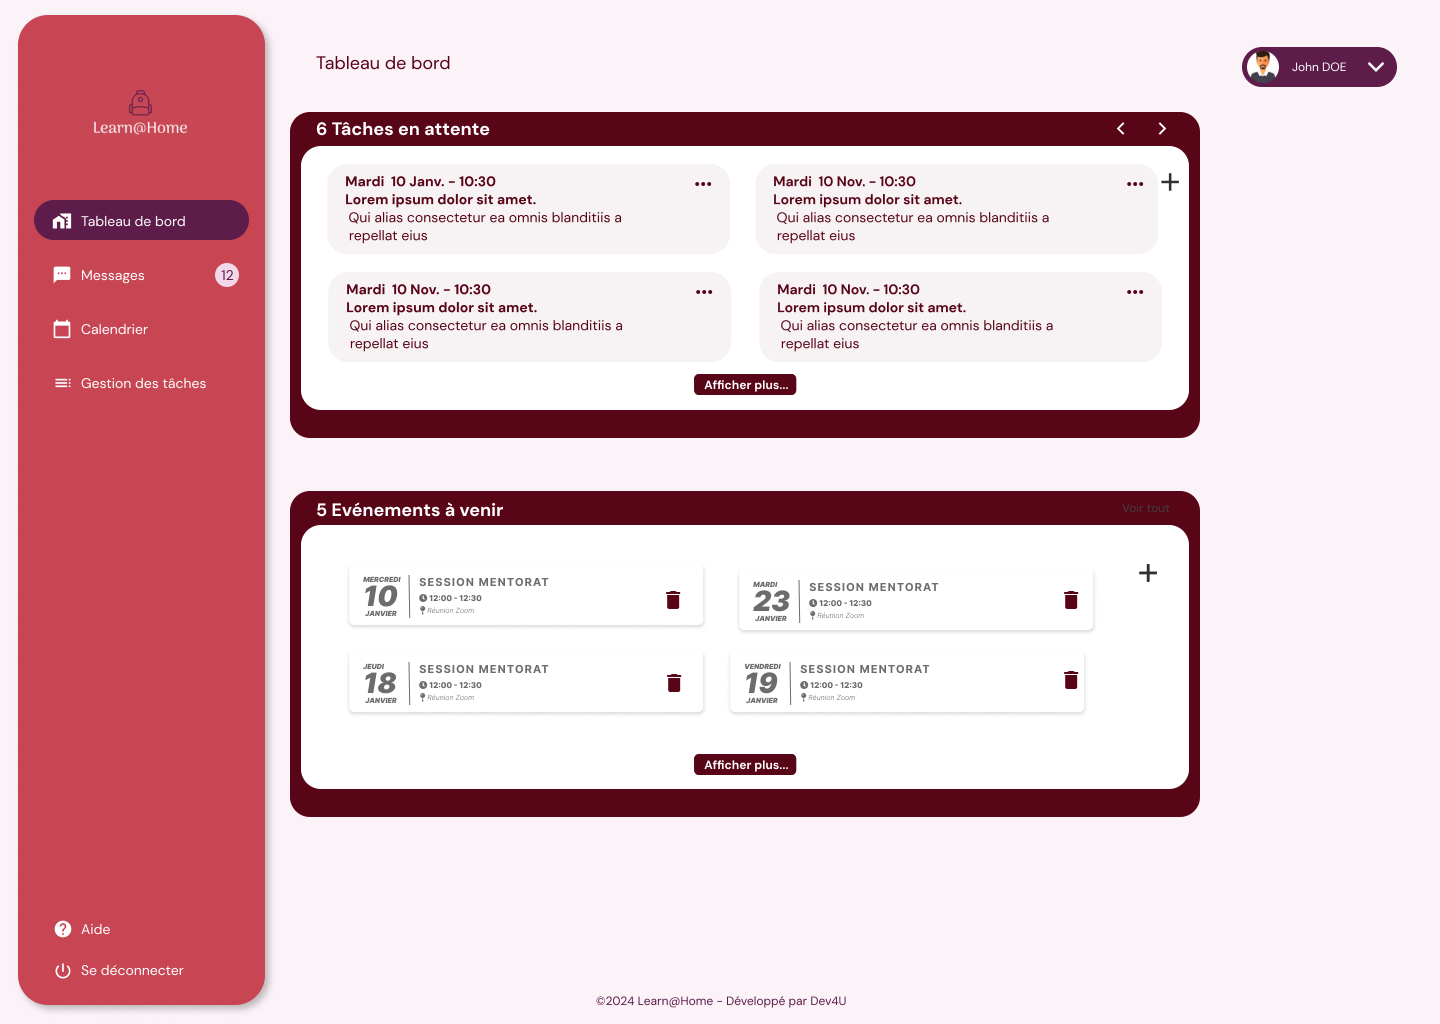 Learn@Home
Tableau de bord
Messages
12
Calendrier
Gestion des tâches
Aide
Se déconnecter
Tableau de bord
John DOE
6 Tâches en attente
Mardi 10 Janv. - 10:30
Lorem ipsum dolor sit amet.
Qui alias consectetur ea omnis blanditiis a
repellat eius
Mardi 10 Nov. - 10:30
Lorem ipsum dolor sit amet.
Qui alias consectetur ea omnis blanditiis a
repellat eius
Mardi 10 Nov. - 10:30
Lorem ipsum dolor sit amet.
Qui alias consectetur ea omnis blanditiis a
repellat eius
Mardi 10 Nov. - 10:30
Lorem ipsum dolor sit amet.
Qui alias consectetur ea omnis blanditiis a
repellat eius
Afficher plus...
5 Evénements à venir
Voir tout
MERCREDI
10
JANVIER
SESSION MENTORAT
12:00 - 12:30
Réunion Zoom
MARDI
23
JANVIER
SESSION MENTORAT
12:00 - 12:30
Réunion Zoom
JEUDI
18
JANVIER
SESSION MENTORAT
12:00 - 12:30
Réunion Zoom
VENDREDI
19
JANVIER
SESSION MENTORAT
12:00 - 12:30
Réunion Zoom
Afficher plus...
©2024 Learn@Home - Développé par Dev4U